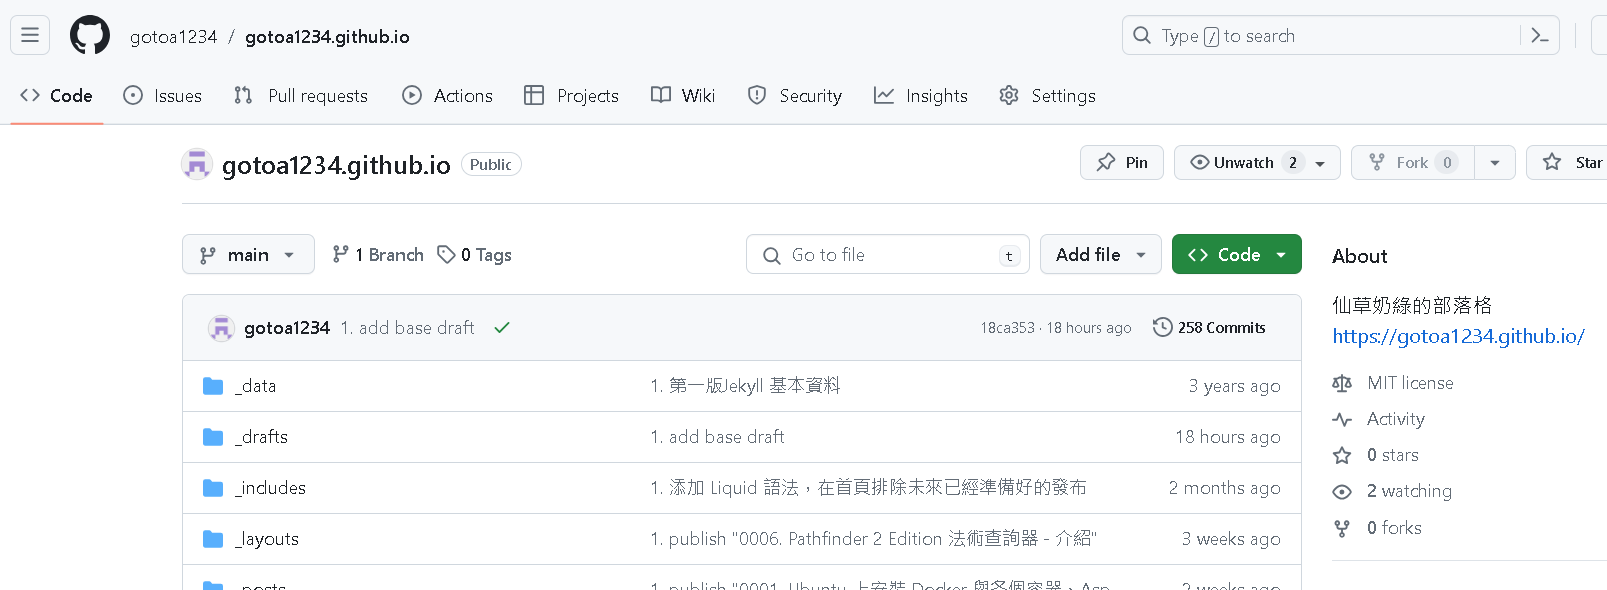 gotoa1234 / gotoa1234.github.io
Type / to search
Code Issues Pull requests Actions Projects Wiki Security Insights Settings
gotoa1234.github.io Public
Pin Unwatch 2 Fork 0 Star
main 1 Branch 0 Tags Go to file t Add file Code
About
仙草奶綠的部落格
https://gotoa1234.github.io/
MIT license
Activity
0 stars
2 watching
0 forks
gotoa1234 1. add base draft 18ca353 · 18 hours ago 258 Commits
_data 1. 第一版Jekyll 基本資料 3 years ago
_drafts 1. add base draft 18 hours ago
_includes 1. 添加 Liquid 語法，在首頁排除未來已經準備好的發布 2 months ago
_layouts 1. publish "0006. Pathfinder 2 Edition 法術查詢器 - 介紹" 3 weeks ago
_posts 1. publish "0001. Ubuntu 上安裝 Docker 與各個容器、Asp 2 weeks ago